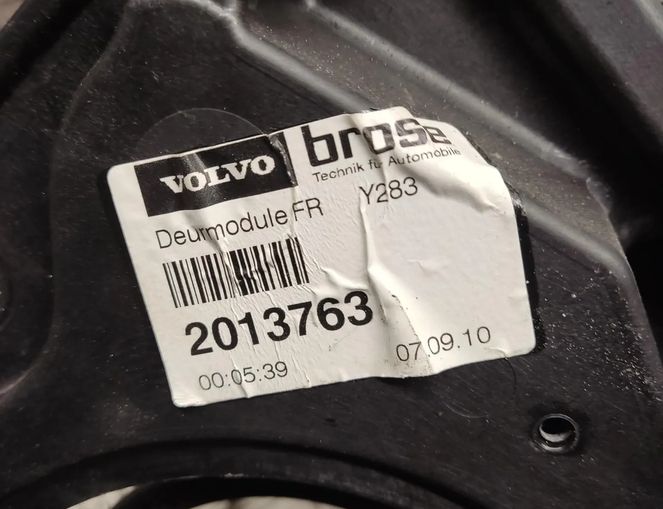 VOLVO
brose
Technik für Automobile
Deurmodule FR Y283
2013763
00:05:39 07.09.10